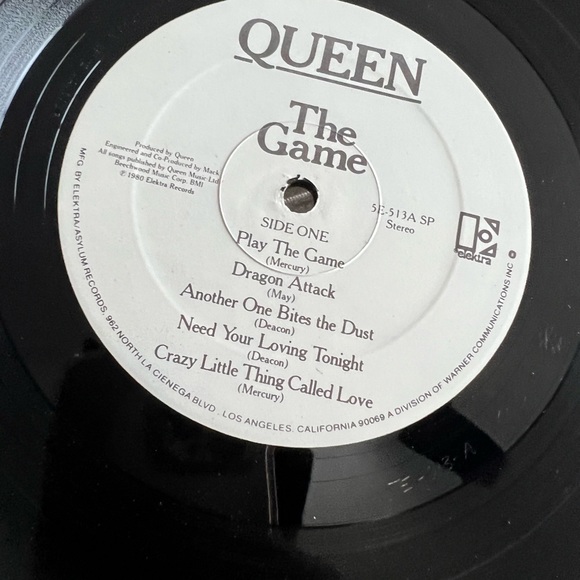 QUEEN
The
Game
Produced by Queen
Engineered and Co-Produced by Mack
All songs published by Queen Music Ltd
Beechwood Music Corp. BMI
℗ 1980 Elektra Records
SIDE ONE
5E-513A SP
Stereo
elektra
Play The Game
(Mercury)
Dragon Attack
(May)
Another One Bites the Dust
(Deacon)
Need Your Loving Tonight
(Deacon)
Crazy Little Thing Called Love
(Mercury)
MFG. BY ELEKTRA/ASYLUM RECORDS, 962 NORTH LA CIENEGA BLVD., LOS ANGELES, CALIFORNIA 90069 A DIVISION OF WARNER COMMUNICATIONS INC